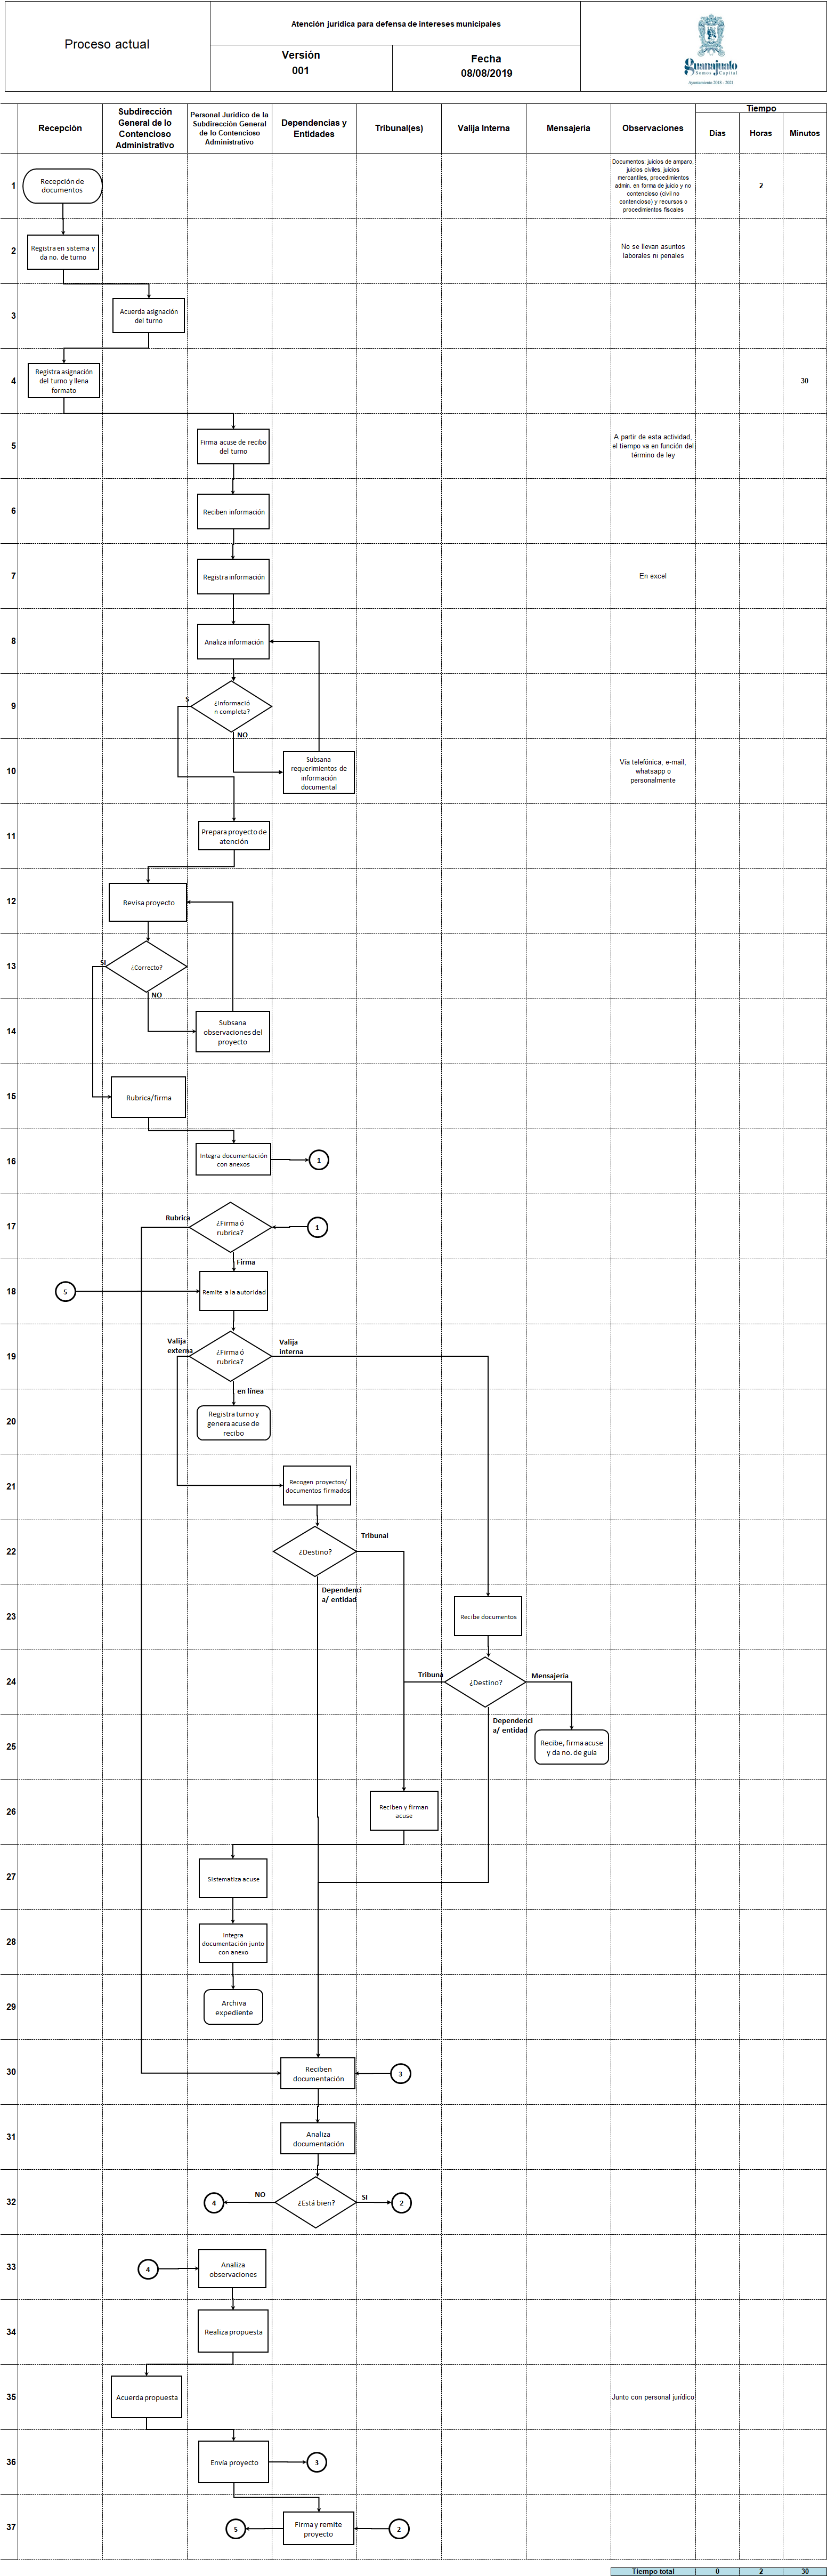 Proceso actual
Atención jurídica para defensa de intereses municipales
Versión
001
Fecha
08/08/2019
Guanajuato
Somos Capital
Ayuntamiento 2018 - 2021
Recepción
Subdirección
General de lo
Contencioso
Administrativo
Personal Jurídico de la
Subdirección General
de lo Contencioso
Administrativo
Dependencias y
Entidades
Tribunal(es)
Valija Interna
Mensajería
Observaciones
Tiempo
Días
Horas
Minutos
1
Recepción de
documentos
Documentos: juicios de amparo,
juicios civiles, juicios
mercantiles, procedimientos
admin. en forma de juicio y no
contencioso (civil no
contencioso) y recursos o
procedimientos fiscales
2
2
Registra en sistema y
da no. de turno
No se llevan asuntos
laborales ni penales
3
Acuerda asignación
del turno
4
Registra asignación
del turno y llena
formato
30
5
Firma acuse de recibo
del turno
A partir de esta actividad,
el tiempo va en función del
término de ley
6
Reciben información
7
Registra información
En excel
8
Analiza información
9
S
¿Informació
n completa?
NO
10
Subsana
requerimientos de
información
documental
Vía telefónica, e-mail,
whatsapp o
personalmente
11
Prepara proyecto de
atención
12
Revisa proyecto
13
SI
¿Correcto?
NO
14
Subsana
observaciones del
proyecto
15
Rubrica/firma
16
Integra documentación
con anexos
1
17
Rubrica
¿Firma ó
rubrica?
1
Firma
18
5
Remite a la autoridad
19
Valija
externa
¿Firma ó
rubrica?
Valija
interna
en línea
20
Registra turno y
genera acuse de
recibo
21
Recogen proyectos/
documentos firmados
22
¿Destino?
Tribunal
Dependenci
a/ entidad
23
Recibe documentos
24
Tribuna
¿Destino?
Mensajería
Dependenci
a/ entidad
25
Recibe, firma acuse
y da no. de guía
26
Reciben y firman
acuse
27
Sistematiza acuse
28
Integra
documentación junto
con anexo
29
Archiva
expediente
30
Reciben
documentación
3
31
Analiza
documentación
32
4
NO
¿Está bien?
SI
2
33
4
Analiza
observaciones
34
Realiza propuesta
35
Acuerda propuesta
Junto con personal jurídico
36
Envía proyecto
3
37
5
Firma y remite
proyecto
2
Tiempo total
0
2
30